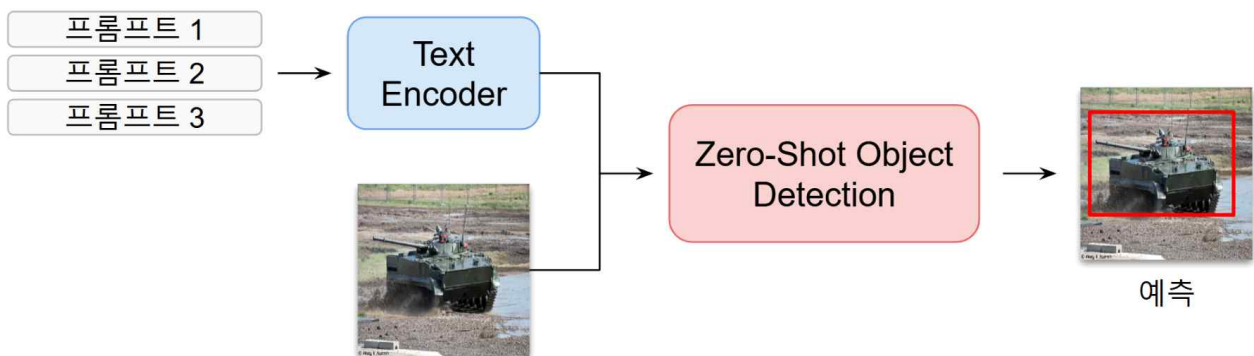 프롬프트 1
프롬프트 2
프롬프트 3
Text
Encoder
Zero-Shot Object
Detection
예측